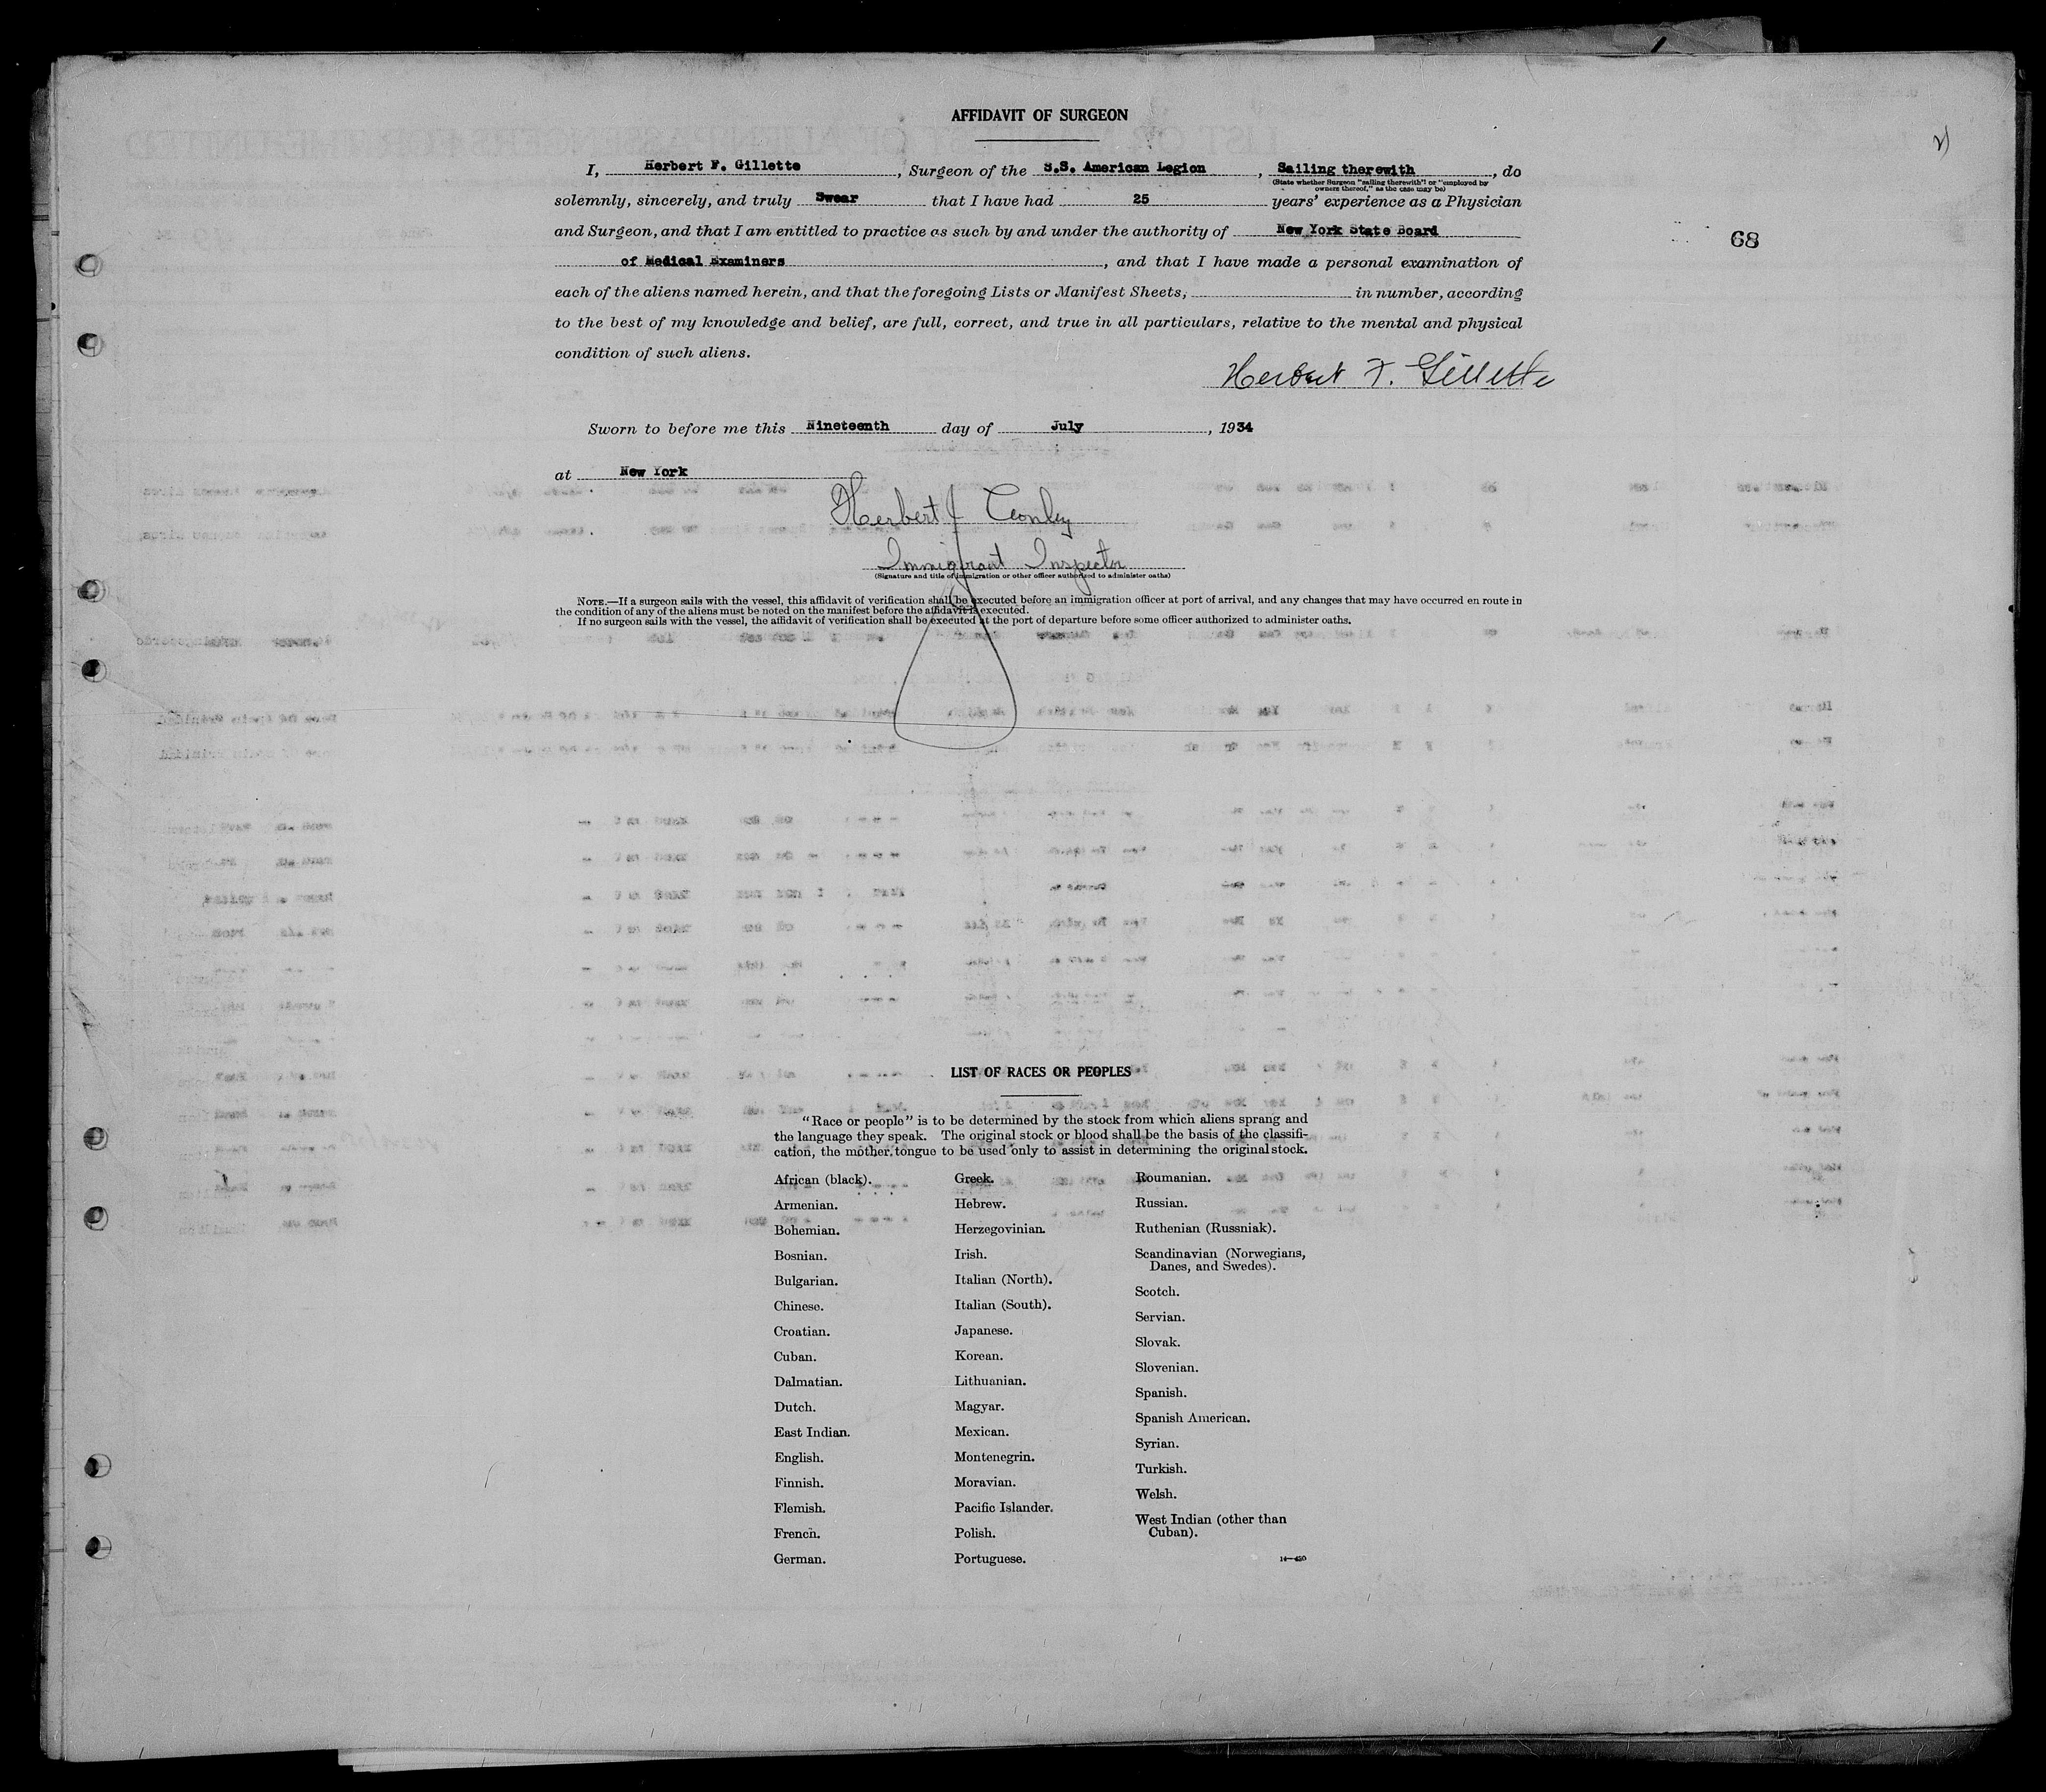 AFFIDAVIT OF SURGEON
I, Herbert F. Gillette, Surgeon of the S.S. American Legion, Sailing therewith, do
(State whether Surgeon "sailing therewith" or "employed by
owners thereof," as the case may be)
solemnly, sincerely, and truly Swear that I have had 25 years' experience as a Physician
and Surgeon, and that I am entitled to practice as such by and under the authority of New York State Board
of Medical Examiners, and that I have made a personal examination of
68
each of the aliens named herein, and that the foregoing Lists or Manifest Sheets, in number, according
to the best of my knowledge and belief, are full, correct, and true in all particulars, relative to the mental and physical
condition of such aliens.
Herbert F. Gillette
Sworn to before me this Nineteenth day of July, 1934
at New York
Herbert J Conley
Immigrant Inspector
(Signature and title of immigration or other officer authorized to administer oaths)
NOTE.—If a surgeon sails with the vessel, this affidavit of verification shall be executed before an immigration officer at port of arrival, and any changes that may have occurred en route in
the condition of any of the aliens must be noted on the manifest before the affidavit is executed.
If no surgeon sails with the vessel, the affidavit of verification shall be executed at the port of departure before some officer authorized to administer oaths.
LIST OF RACES OR PEOPLES
"Race or people" is to be determined by the stock from which aliens sprang and
the language they speak. The original stock or blood shall be the basis of the classifi-
cation, the mother tongue to be used only to assist in determining the original stock.
African (black).
Armenian.
Bohemian.
Bosnian.
Bulgarian.
Chinese.
Croatian.
Cuban.
Dalmatian.
Dutch.
East Indian.
English.
Finnish.
Flemish.
French.
German.
Greek.
Hebrew.
Herzegovinian.
Irish.
Italian (North).
Italian (South).
Japanese.
Korean.
Lithuanian.
Magyar.
Mexican.
Montenegrin.
Moravian.
Pacific Islander.
Polish.
Portuguese.
Roumanian.
Russian.
Ruthenian (Russniak).
Scandinavian (Norwegians,
Danes, and Swedes).
Scotch.
Servian.
Slovak.
Slovenian.
Spanish.
Spanish American.
Syrian.
Turkish.
Welsh.
West Indian (other than
Cuban).